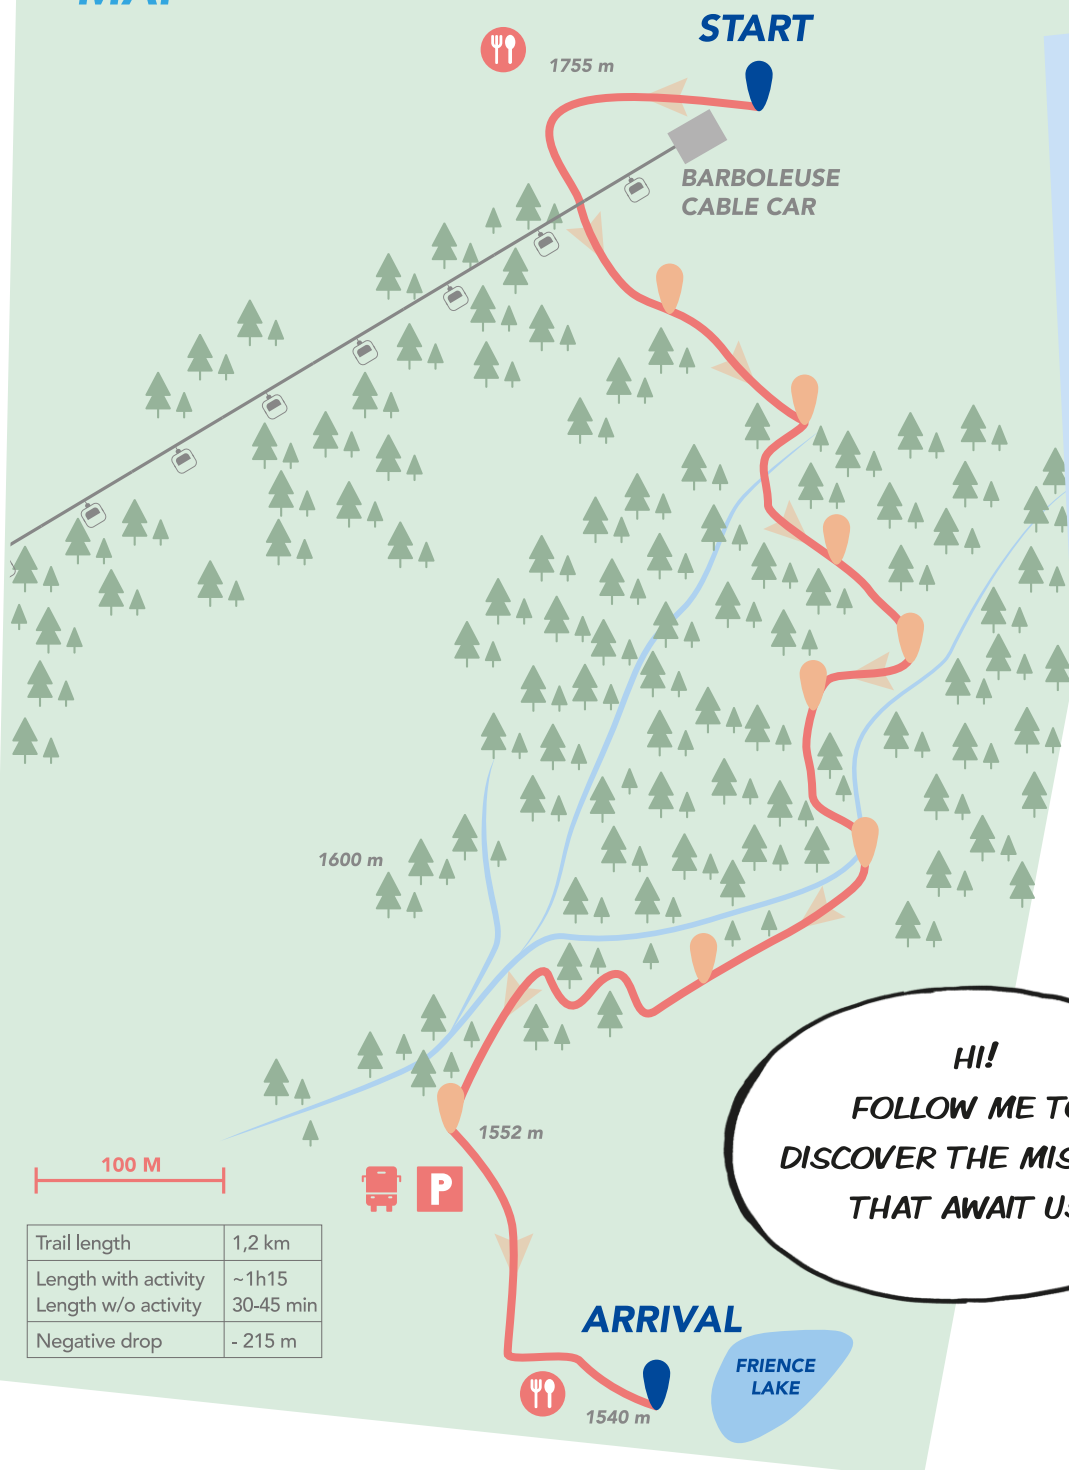 START
1755 m
BARBOLEUSE
CABLE CAR
1600 m
HI!
FOLLOW ME
DISCOVER THE
THAT AWAIT
1552 m
100 M
P
Trail length 1,2 km
Length with activity ~1h15
Length w/o activity 30-45 min
Negative drop - 215 m
ARRIVAL
FRIENCE
LAKE
1540 m